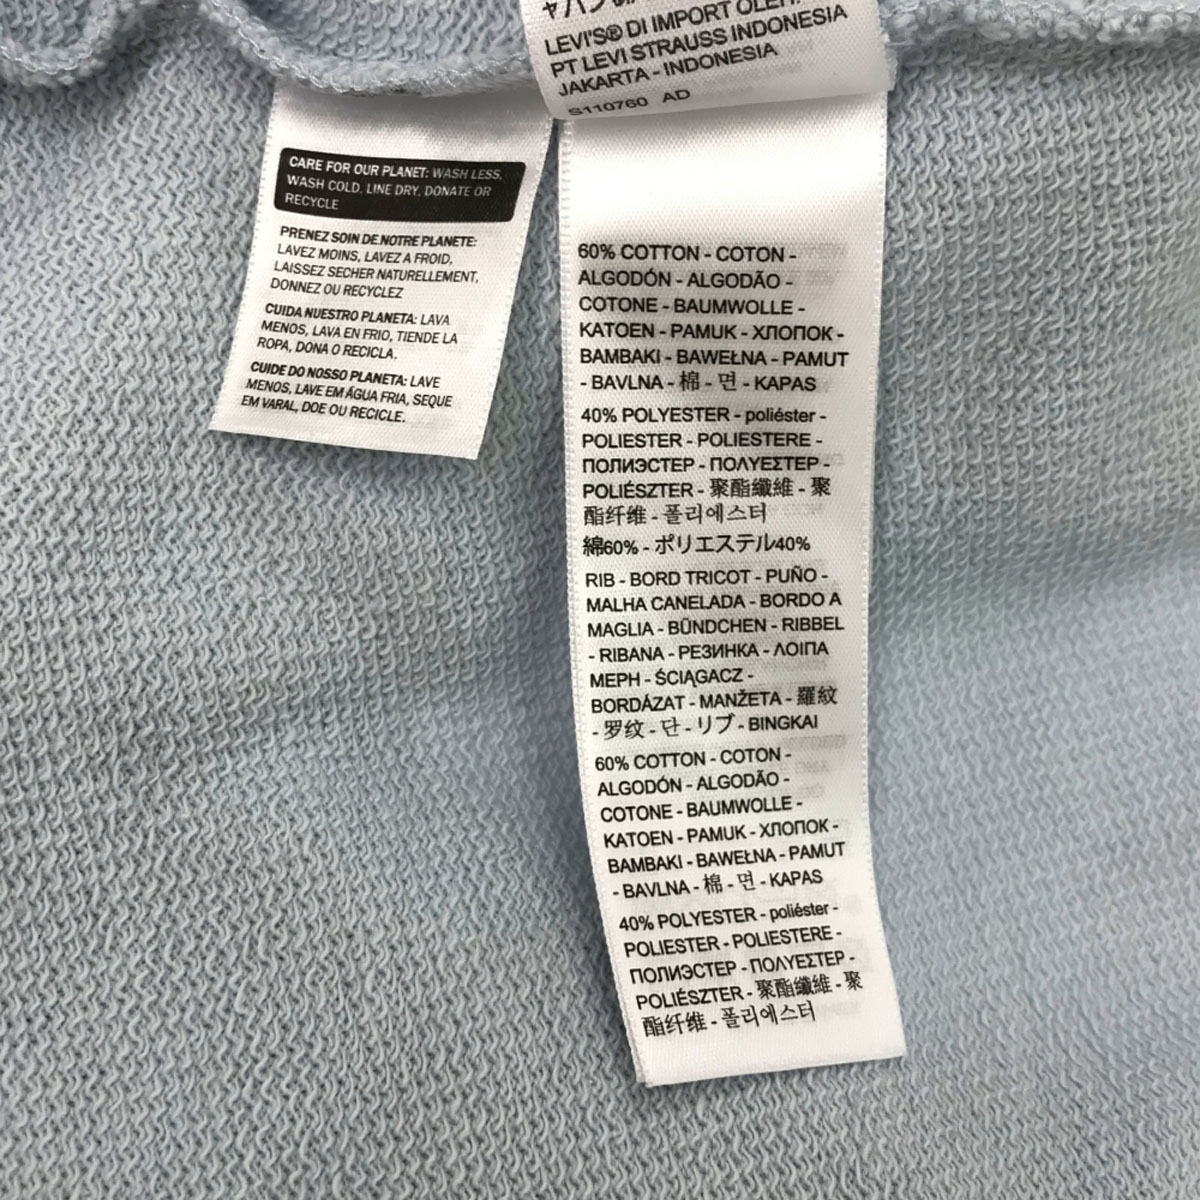 LEVI'S® DI IMPORT OLEH:
PT LEVI STRAUSS INDONESIA
JAKARTA - INDONESIA
S110760 AD
CARE FOR OUR PLANET: WASH LESS,
WASH COLD, LINE DRY, DONATE OR
RECYCLE
PRENEZ SOIN DE NOTRE PLANETE:
LAVEZ MOINS, LAVEZ A FROID,
LAISSEZ SECHER NATURELLEMENT,
DONNEZ OU RECYCLEZ
CUIDA NUESTRO PLANETA: LAVA
MENOS, LAVA EN FRIO, TIENDE LA
ROPA, DONA O RECICLA.
CUIDE DO NOSSO PLANETA: LAVE
MENOS, LAVE EM ÁGUA FRIA, SEQUE
EM VARAL, DOE OU RECICLE.
60% COTTON - COTON -
ALGODÓN - ALGODÃO -
COTONE - BAUMWOLLE -
KATOEN - PAMUK - ХЛОПОК -
BAMBAKI - BAWEŁNA - PAMUT
- BAVLNA - 棉 - 면 - KAPAS
40% POLYESTER - poliéster -
POLIESTER - POLIESTERE -
ПОЛИЭСТЕР - ΠΟΛΥΕΣΤΕΡ -
POLIÉSZTER - 聚酯纖維 - 聚
酯纤维 - 폴리에스터
綿60% - ポリエステル40%
RIB - BORD TRICOT - PUÑO -
MALHA CANELADA - BORDO A
MAGLIA - BÜNDCHEN - RIBBEL
- RIBANA - РЕЗИНКА - ΛΟΙΠΑ
ΜΕΡΗ - ŚCIĄGACZ -
BORDÁZAT - MANŽETA - 羅紋
- 罗纹 - 단 - リブ - BINGKAI
60% COTTON - COTON -
ALGODÓN - ALGODÃO -
COTONE - BAUMWOLLE -
KATOEN - PAMUK - ХЛОПОК -
BAMBAKI - BAWEŁNA - PAMUT
- BAVLNA - 棉 - 면 - KAPAS
40% POLYESTER - poliéster -
POLIESTER - POLIESTERE -
ПОЛИЭСТЕР - ΠΟΛΥΕΣΤΕΡ -
POLIÉSZTER - 聚酯纖維 - 聚
酯纤维 - 폴리에스터